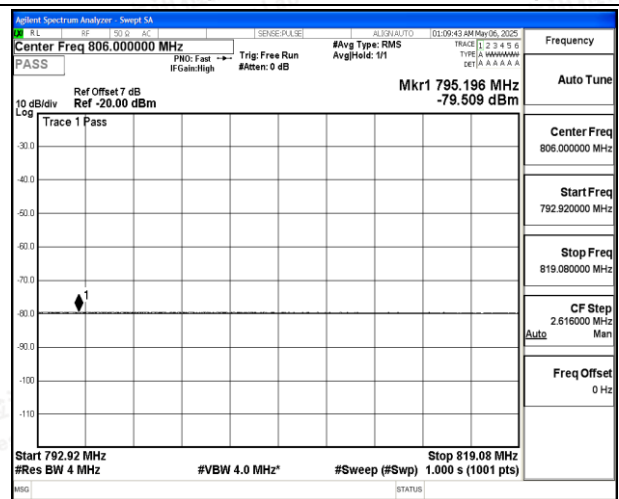 Agilent Spectrum Analyzer - Swept SA
RL RF 50 Ω AC SENSE:PULSE ALIGNAUTO 01:09:43 AM May 06, 2025
Center Freq 806.000000 MHz #Avg Type: RMS TRACE 1 2 3 4 5 6 Frequency
PASS PNO: Fast Trig: Free Run Avg|Hold: 1/1 TYPE A WWWWW
IFGain:High #Atten: 0 dB DET A A A A A A
Auto Tune
Mkr1 795.196 MHz
Ref Offset 7 dB
10 dB/div Ref -20.00 dBm -79.509 dBm
Log
Trace 1 Pass
Center Freq
806.000000 MHz
-30.0
-40.0
Start Freq
792.920000 MHz
-50.0
-60.0
Stop Freq
819.080000 MHz
-70.0
1
-80.0
CF Step
2.616000 MHz
Auto Man
-90.0
Freq Offset
0 Hz
-100
-110
Start 792.92 MHz Stop 819.08 MHz
#Res BW 4 MHz #VBW 4.0 MHz* #Sweep (#Swp) 1.000 s (1001 pts)
MSG STATUS